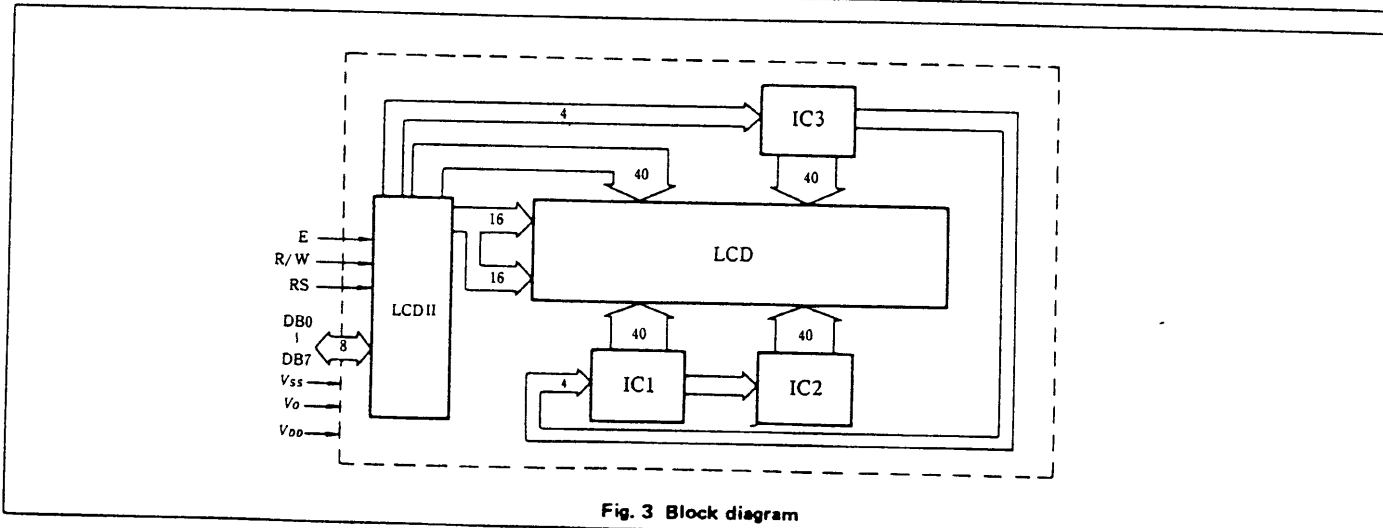 4
IC3
40
40
16
LCD
16
E
R/W
RS
LCDII
DB0
~
DB7
8
40
40
Vss
Vo
VDD
4
IC1
IC2
Fig. 3 Block diagram